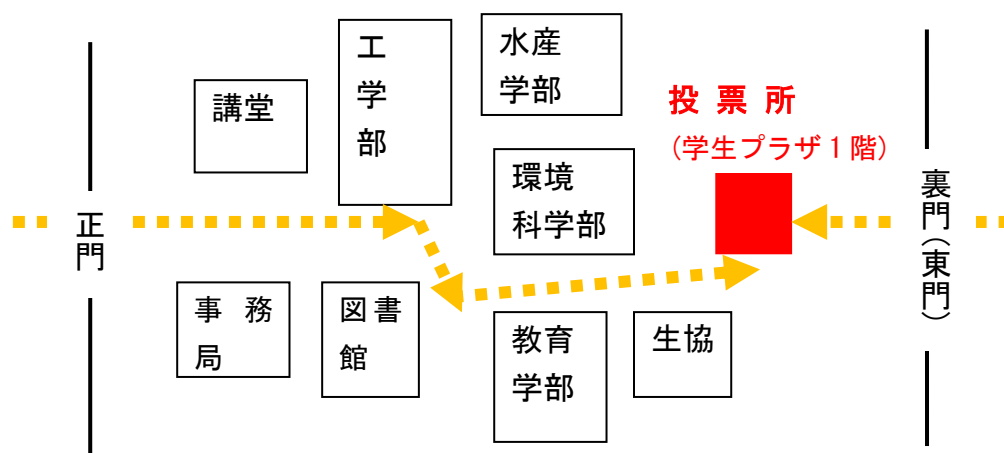 工
学
部
水産
学部
講堂
投 票 所
(学生プラザ1階)
環境
科学部
正門
裏門(東門)
事 務
局
図書
館
教育
学部
生協